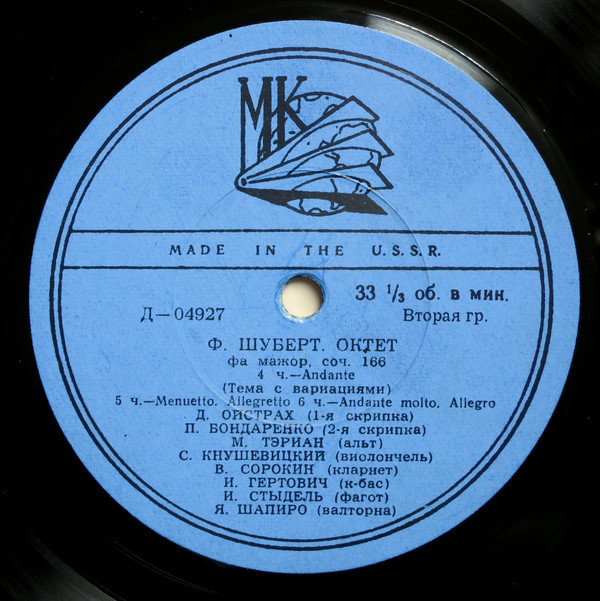 МК
MADE IN THE U.S.S.R.
33 1/3 об. в мин.
Д—04927 Вторая гр.
Ф. ШУБЕРТ. ОКТЕТ
фа мажор, соч. 166
4 ч.—Andante
(Тема с вариациями)
5 ч.—Menuetto. Allegretto 6 ч.—Andante molto. Allegro
Д. ОЙСТРАХ (1-я скрипка)
П. БОНДАРЕНКО (2-я скрипка)
М. ТЭРИАН (альт)
С. КНУШЕВИЦКИЙ (виолончель)
В. СОРОКИН (кларнет)
И. ГЕРТОВИЧ (к-бас)
И. СТЫДЕЛЬ (фагот)
Я. ШАПИРО (валторна)